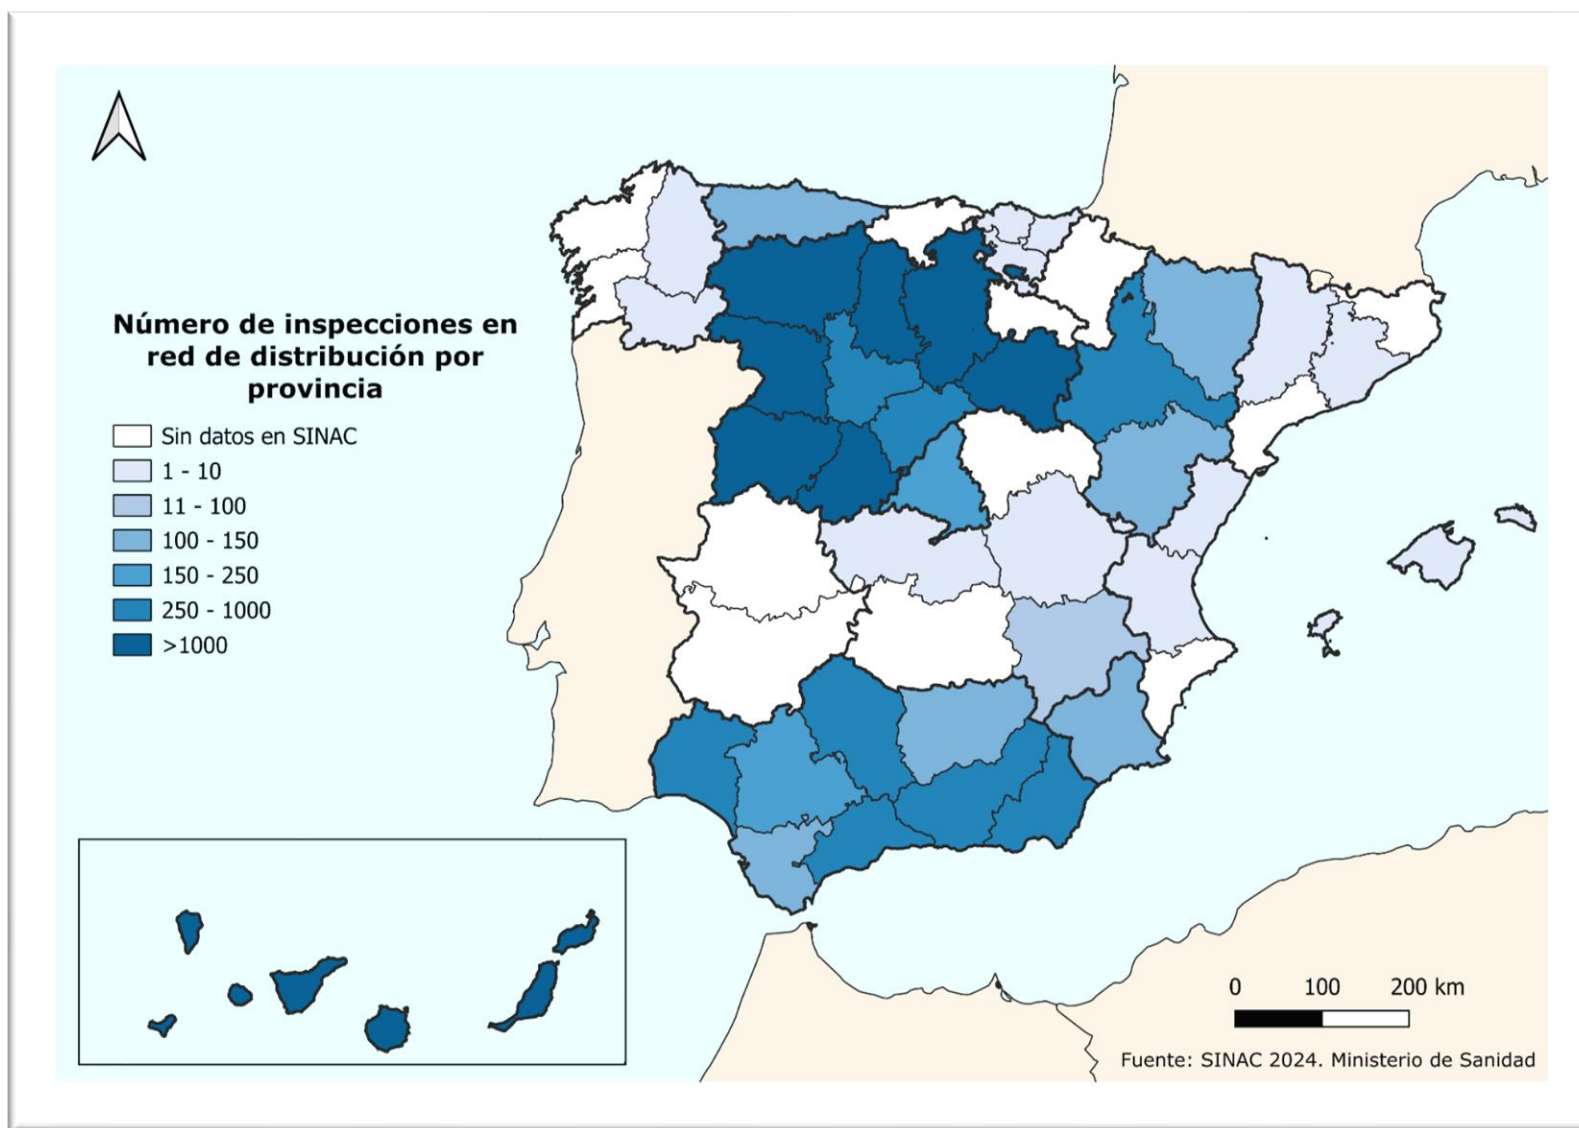 Número de inspecciones en
red de distribución por
provincia
Sin datos en SINAC
1 - 10
11 - 100
100 - 150
150 - 250
250 - 1000
>1000
0 100 200 km
Fuente: SINAC 2024. Ministerio de Sanidad